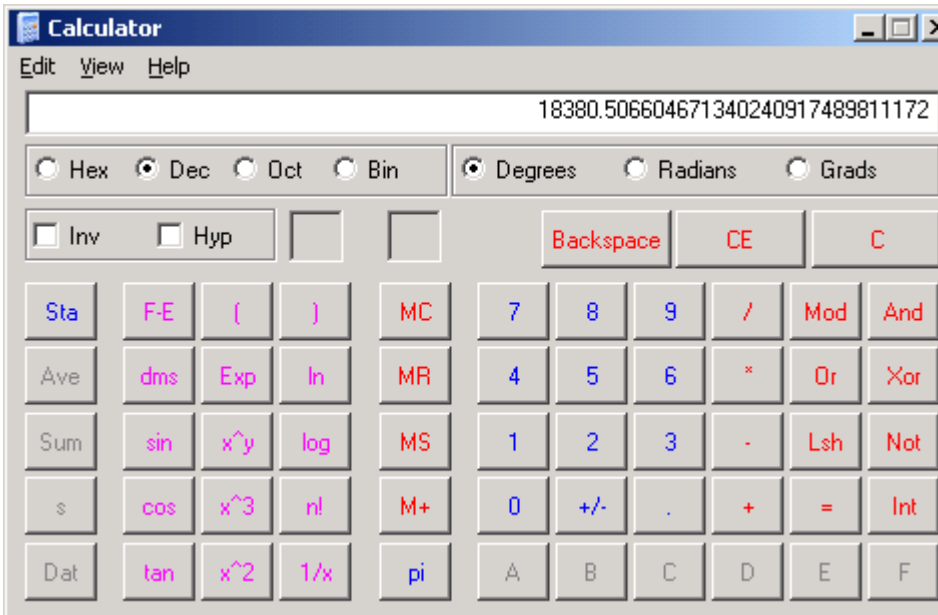 Calculator
Edit View Help
18380.506604671340240917489811172
Hex Dec Oct Bin Degrees Radians Grads
Inv Hyp Backspace CE C
Sta F-E ( ) MC 7 8 9 / Mod And
Ave dms Exp ln MR 4 5 6 * Or Xor
Sum sin x^y log MS 1 2 3 - Lsh Not
s cos x^3 n! M+ 0 +/- . + = Int
Dat tan x^2 1/x pi A B C D E F